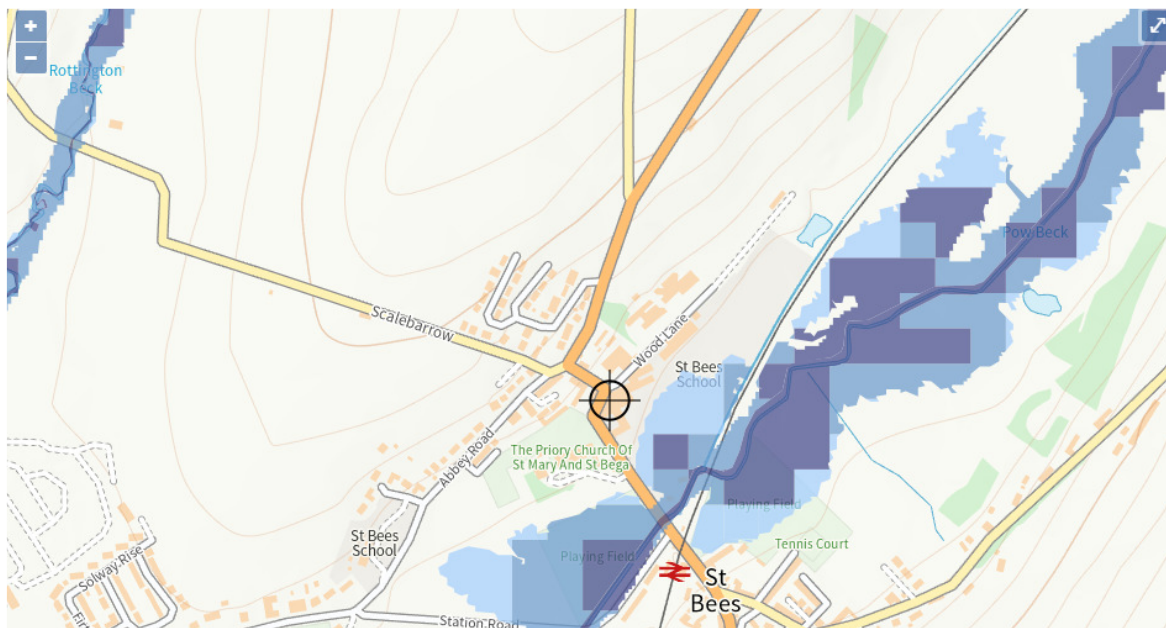 +
−
Rottington
Beck
Pow Beck
Scalebarrow
Wood Lane
St Bees
School
Abbey Road
The Priory Church Of
St Mary And St Bega
Playing Field
St Bees
School
Tennis Court
Playing Field
Solway Rise
St
Bees
Station Road